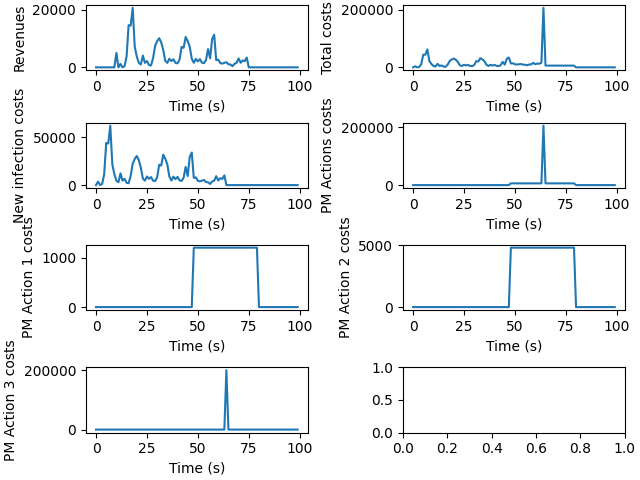 Revenues
20000
0
0 25 50 75 100
Time (s)
Total costs
200000
0
0 25 50 75 100
Time (s)
New infection costs
50000
0
0 25 50 75 100
Time (s)
PM Actions costs
200000
0
0 25 50 75 100
Time (s)
PM Action 1 costs
1000
0
0 25 50 75 100
Time (s)
PM Action 2 costs
5000
0
0 25 50 75 100
Time (s)
PM Action 3 costs
200000
0
0 25 50 75 100
Time (s)
1.0
0.5
0.0
0.0 0.2 0.4 0.6 0.8 1.0